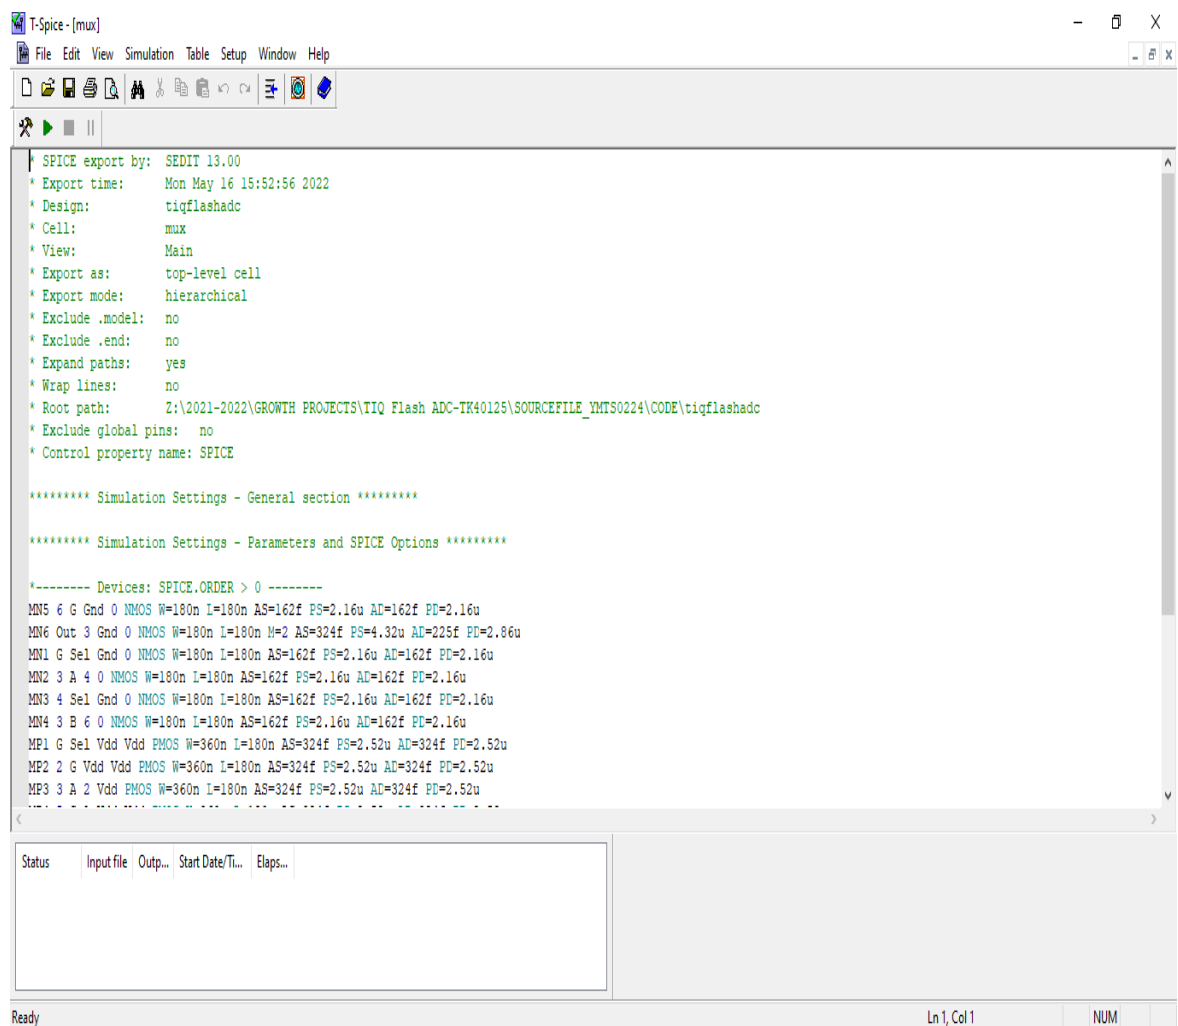 T-Spice - [mux]
File Edit View Simulation Table Setup Window Help
* SPICE export by: SEDIT 13.00
* Export time: Mon May 16 15:52:56 2022
* Design: tiqflashadc
* Cell: mux
* View: Main
* Export as: top-level cell
* Export mode: hierarchical
* Exclude .model: no
* Exclude .end: no
* Expand paths: yes
* Wrap lines: no
* Root path: Z:\2021-2022\GROWTH PROJECTS\TIQ Flash ADC-TK40125\SOURCEFILE_YMTS0224\CODE\tiqflashadc
* Exclude global pins: no
* Control property name: SPICE
********* Simulation Settings - General section *********
********* Simulation Settings - Parameters and SPICE Options *********
*-------- Devices: SPICE.ORDER > 0 --------
MN5 6 G Gnd 0 NMOS W=180n L=180n AS=162f PS=2.16u AD=162f PD=2.16u
MN6 Out 3 Gnd 0 NMOS W=180n L=180n M=2 AS=324f PS=4.32u AD=225f PD=2.86u
MN1 G Sel Gnd 0 NMOS W=180n L=180n AS=162f PS=2.16u AD=162f PD=2.16u
MN2 3 A 4 0 NMOS W=180n L=180n AS=162f PS=2.16u AD=162f PD=2.16u
MN3 4 Sel Gnd 0 NMOS W=180n L=180n AS=162f PS=2.16u AD=162f PD=2.16u
MN4 3 B 6 0 NMOS W=180n L=180n AS=162f PS=2.16u AD=162f PD=2.16u
MP1 G Sel Vdd Vdd PMOS W=360n L=180n AS=324f PS=2.52u AD=324f PD=2.52u
MP2 2 G Vdd Vdd PMOS W=360n L=180n AS=324f PS=2.52u AD=324f PD=2.52u
MP3 3 A 2 Vdd PMOS W=360n L=180n AS=324f PS=2.52u AD=324f PD=2.52u
Status Input file Outp... Start Date/Ti... Elaps...
Ready Ln 1, Col 1 NUM